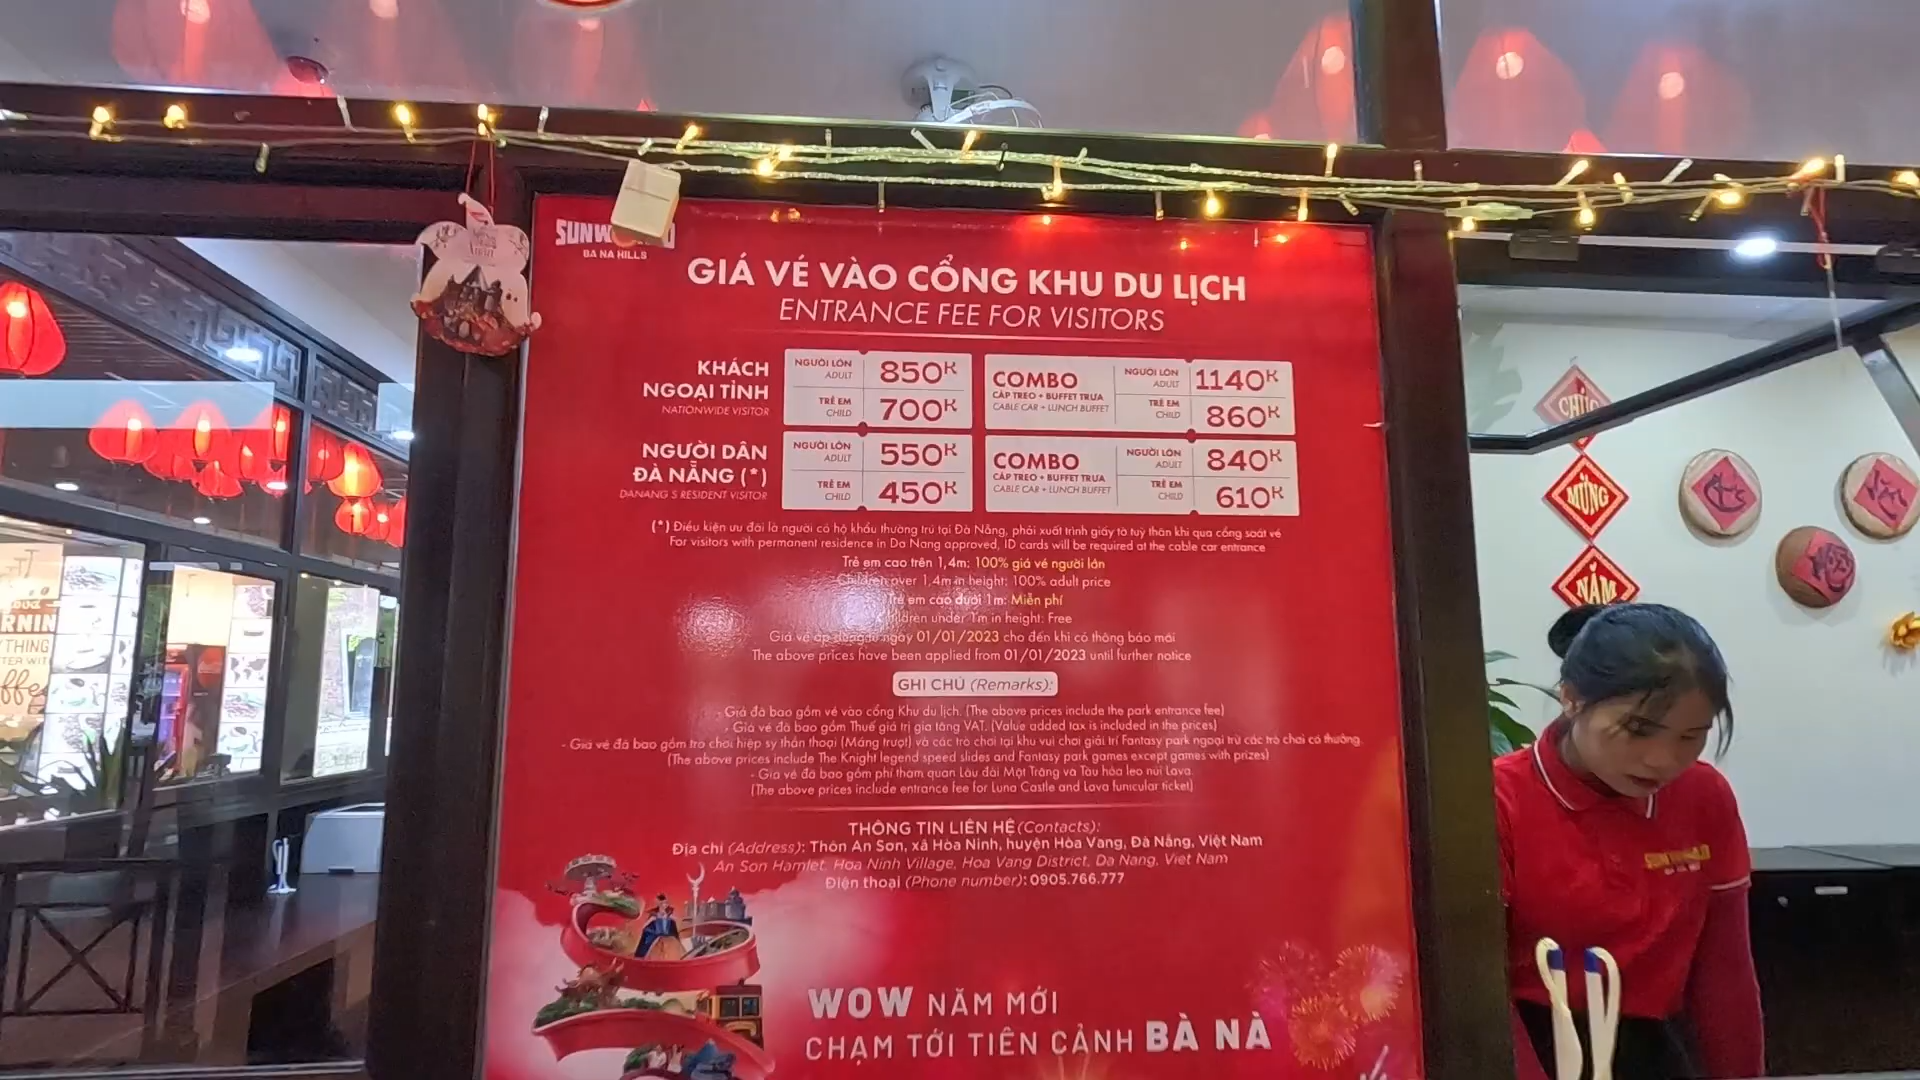 SUNWORLD
BA NA HILLS
GIÁ VÉ VÀO CỔNG KHU DU LỊCH
ENTRANCE FEE FOR VISITORS
KHÁCH
NGOẠI TỈNH
NATIONWIDE VISITOR
NGƯỜI LỚN
ADULT
850K
TRẺ EM
CHILD
700K
COMBO
CÁP TREO + BUFFET TRƯA
CABLE CAR + LUNCH BUFFET
NGƯỜI LỚN
ADULT
1140K
TRẺ EM
CHILD
860K
NGƯỜI DÂN
ĐÀ NẴNG (*)
DANANG'S RESIDENT VISITOR
NGƯỜI LỚN
ADULT
550K
TRẺ EM
CHILD
450K
COMBO
CÁP TREO + BUFFET TRƯA
CABLE CAR + LUNCH BUFFET
NGƯỜI LỚN
ADULT
840K
TRẺ EM
CHILD
610K
(*) Điều kiện ưu đãi là người có hộ khẩu thường trú tại Đà Nẵng, phải xuất trình giấy tờ tuỳ thân khi qua cổng soát vé
For visitors with permanent residence in Da Nang approved, ID cards will be required at the cable car entrance
Trẻ em cao trên 1,4m: 100% giá vé người lớn
Children over 1,4m in height: 100% adult price
Trẻ em cao dưới 1m: Miễn phí
Children under 1m in height: Free
Giá vé áp dụng từ ngày 01/01/2023 cho đến khi có thông báo mới
The above prices have been applied from 01/01/2023 until further notice
GHI CHÚ (Remarks):
- Giá đã bao gồm vé vào cổng Khu du lịch. (The above prices include the park entrance fee)
- Giá vé đã bao gồm Thuế giá trị gia tăng VAT. (Value added tax is included in the prices)
- Giá vé đã bao gồm trò chơi hiệp sỹ thần thoại (Máng trượt) và các trò chơi tại khu vui chơi giải trí Fantasy park ngoại trừ các trò chơi có thưởng.
(The above prices include The Knight legend speed slides and Fantasy park games except games with prizes)
- Giá vé đã bao gồm phí tham quan Lâu đài Mặt Trăng và Tàu hỏa leo núi Lava.
(The above prices include entrance fee for Luna Castle and Lava funicular ticket)
THÔNG TIN LIÊN HỆ (Contacts):
Địa chỉ (Address): Thôn An Sơn, xã Hòa Ninh, huyện Hòa Vang, Đà Nẵng, Việt Nam
An Son Hamlet, Hoa Ninh Village, Hoa Vang District, Da Nang, Viet Nam
Điện thoại (Phone number): 0905.766.777
WOW NĂM MỚI
CHẠM TỚI TIÊN CẢNH BÀ NÀ
CHÚC
MỪNG
NĂM
SUNWORLD